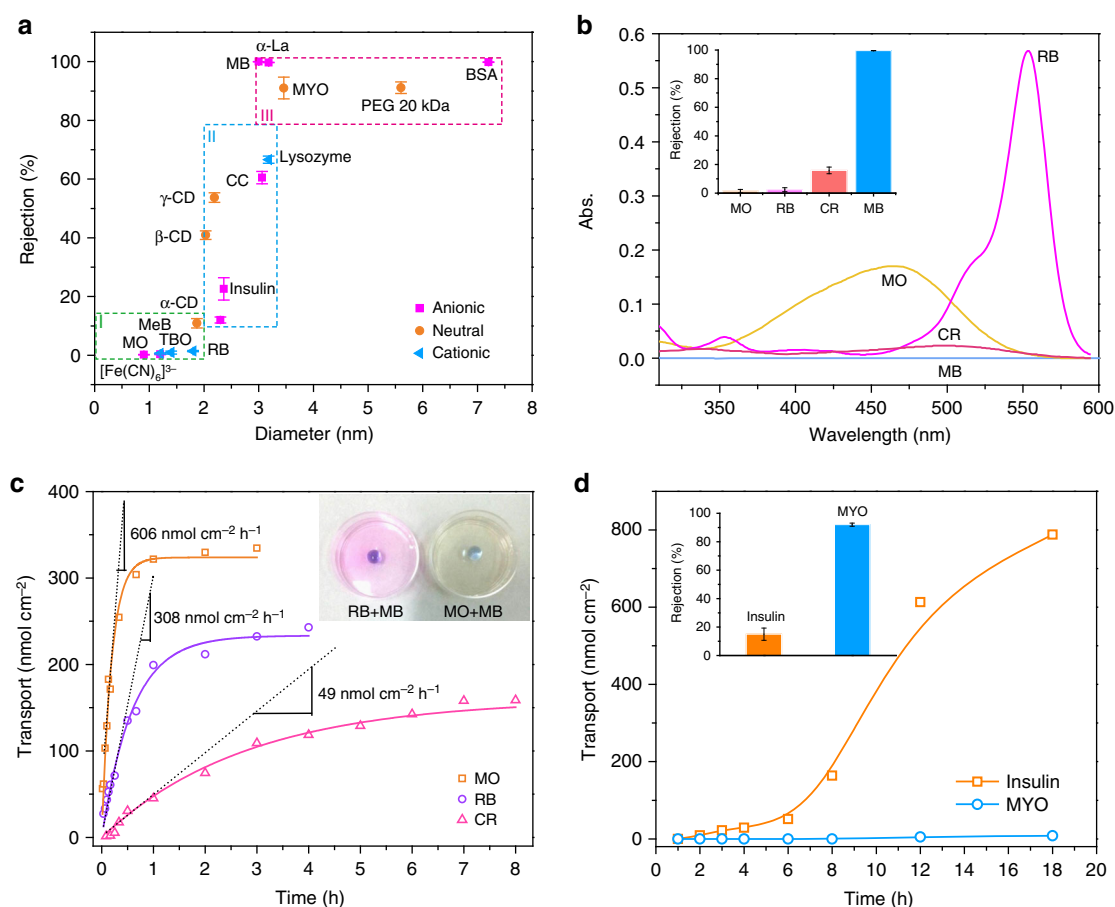 a
Rejection (%)
100
80
60
40
20
0
0 1 2 3 4 5 6 7 8
Diameter (nm)
α-La
MB
MYO
BSA
PEG 20 kDa
III
II
Lysozyme
CC
γ-CD
β-CD
Insulin
α-CD
I
MeB
MO
TBO
RB
[Fe(CN)₆]³⁻
Anionic
Neutral
Cationic
b
Abs.
0.6
0.5
0.4
0.3
0.2
0.1
0.0
350 400 450 500 550 600
Wavelength (nm)
RB
MO
CR
MB
Rejection (%)
100
80
60
40
20
0
MO RB CR MB
c
Transport (nmol cm⁻²)
400
300
200
100
0
0 1 2 3 4 5 6 7 8
Time (h)
606 nmol cm⁻² h⁻¹
308 nmol cm⁻² h⁻¹
49 nmol cm⁻² h⁻¹
RB+MB MO+MB
MO
RB
CR
d
Transport (nmol cm⁻²)
800
600
400
200
0
0 2 4 6 8 10 12 14 16 18 20
Time (h)
Rejection (%)
100
80
60
40
20
0
MYO
Insulin
Insulin
MYO